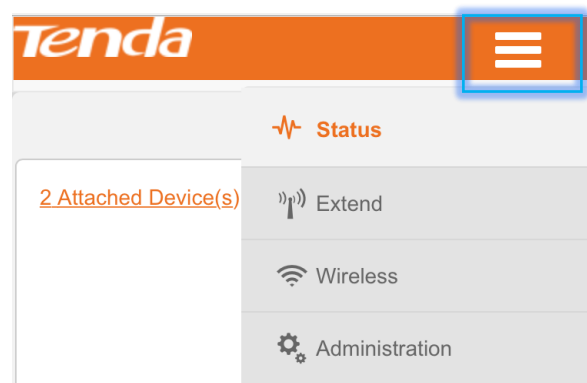 Tenda
Status
2 Attached Device(s)
Extend
Wireless
Administration